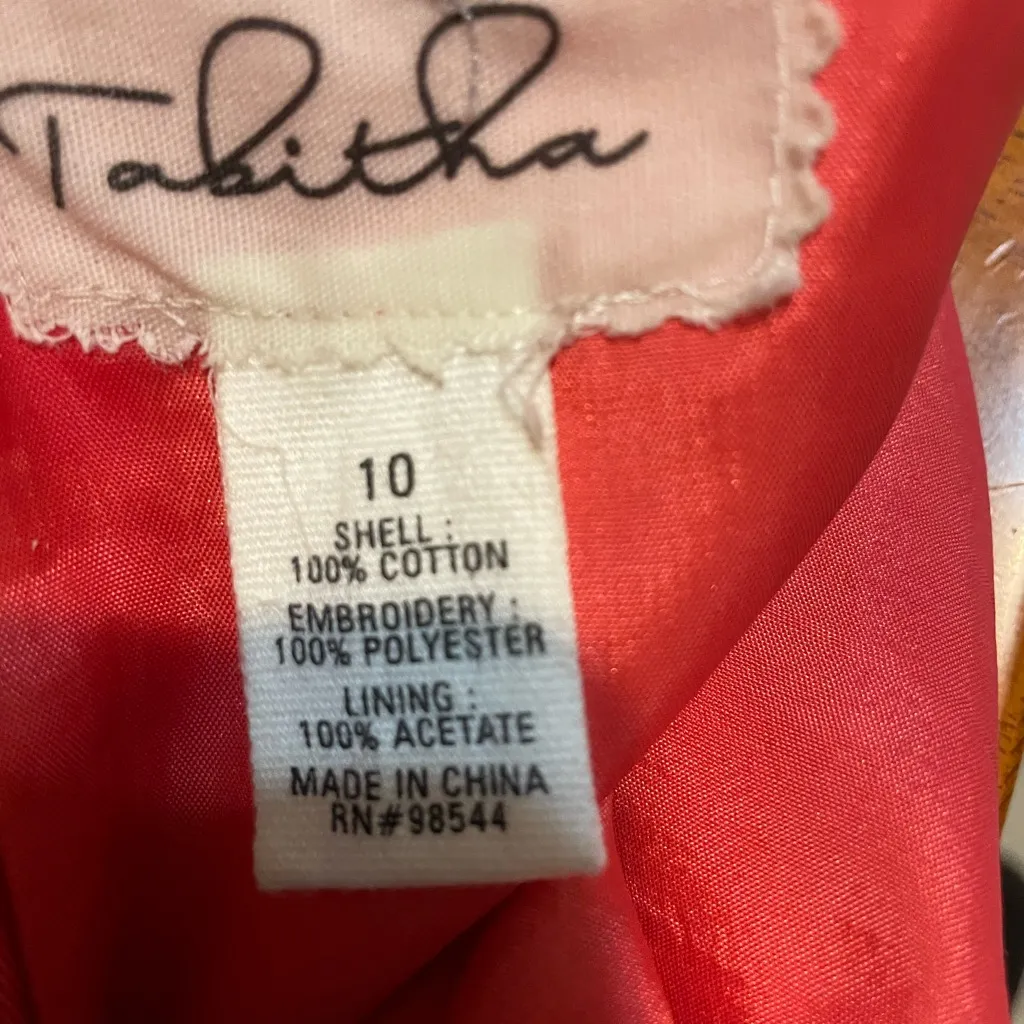 Tabitha
10
SHELL :
100% COTTON
EMBROIDERY :
100% POLYESTER
LINING :
100% ACETATE
MADE IN CHINA
RN#98544